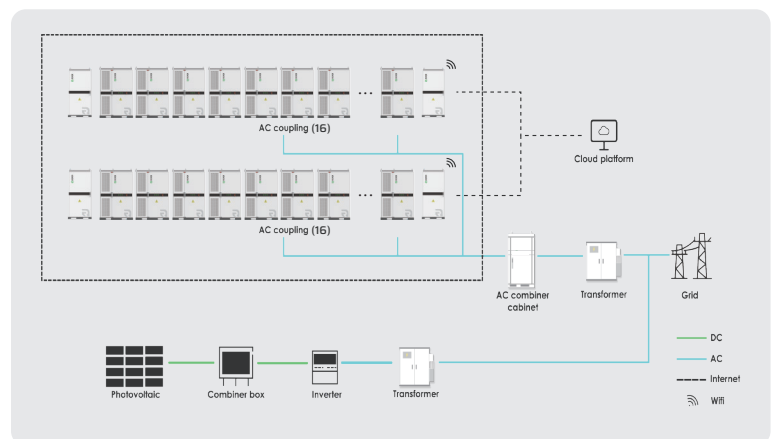 AC coupling (16)
Cloud platform
AC coupling (16)
AC combiner
cabinet
Transformer
Grid
DC
AC
Internet
Wifi
Photovoltaic
Combiner box
Inverter
Transformer